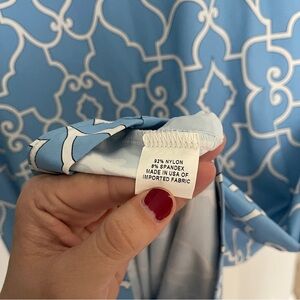 92% NYLON
8% SPANDEX
MADE IN USA OF
IMPORTED FABRIC